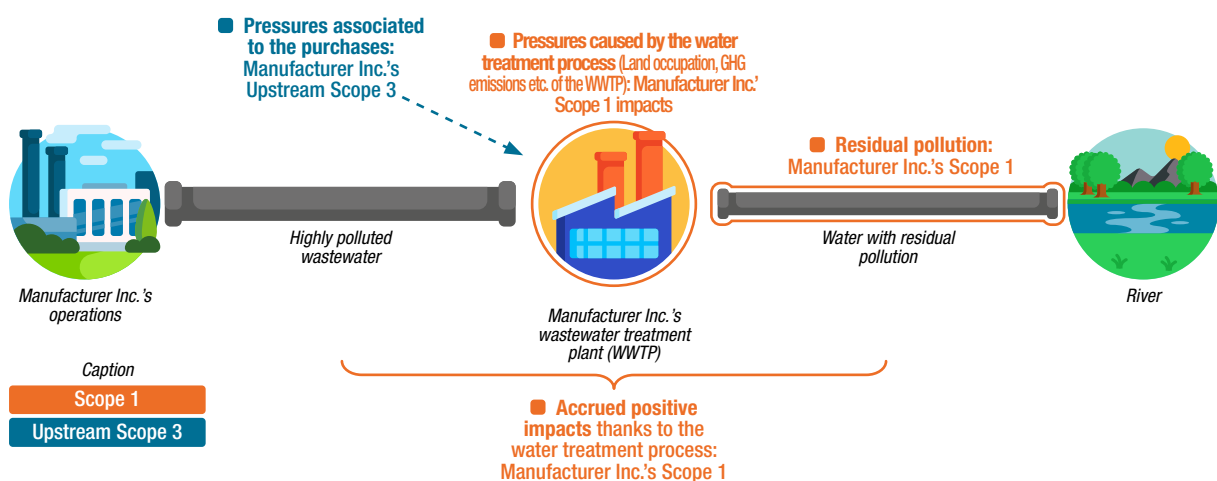 Pressures associated
to the purchases:
Manufacturer Inc.'s
Upstream Scope 3
Pressures caused by the water
treatment process (Land occupation, GHG
emissions etc. of the WWTP): Manufacturer Inc.'
Scope 1 impacts
Residual pollution:
Manufacturer Inc.'s Scope 1
Highly polluted
wastewater
Water with residual
pollution
Manufacturer Inc.'s
operations
Manufacturer Inc.'s
wastewater treatment
plant (WWTP)
River
Caption
Scope 1
Upstream Scope 3
Accrued positive
impacts thanks to the
water treatment process:
Manufacturer Inc.'s Scope 1